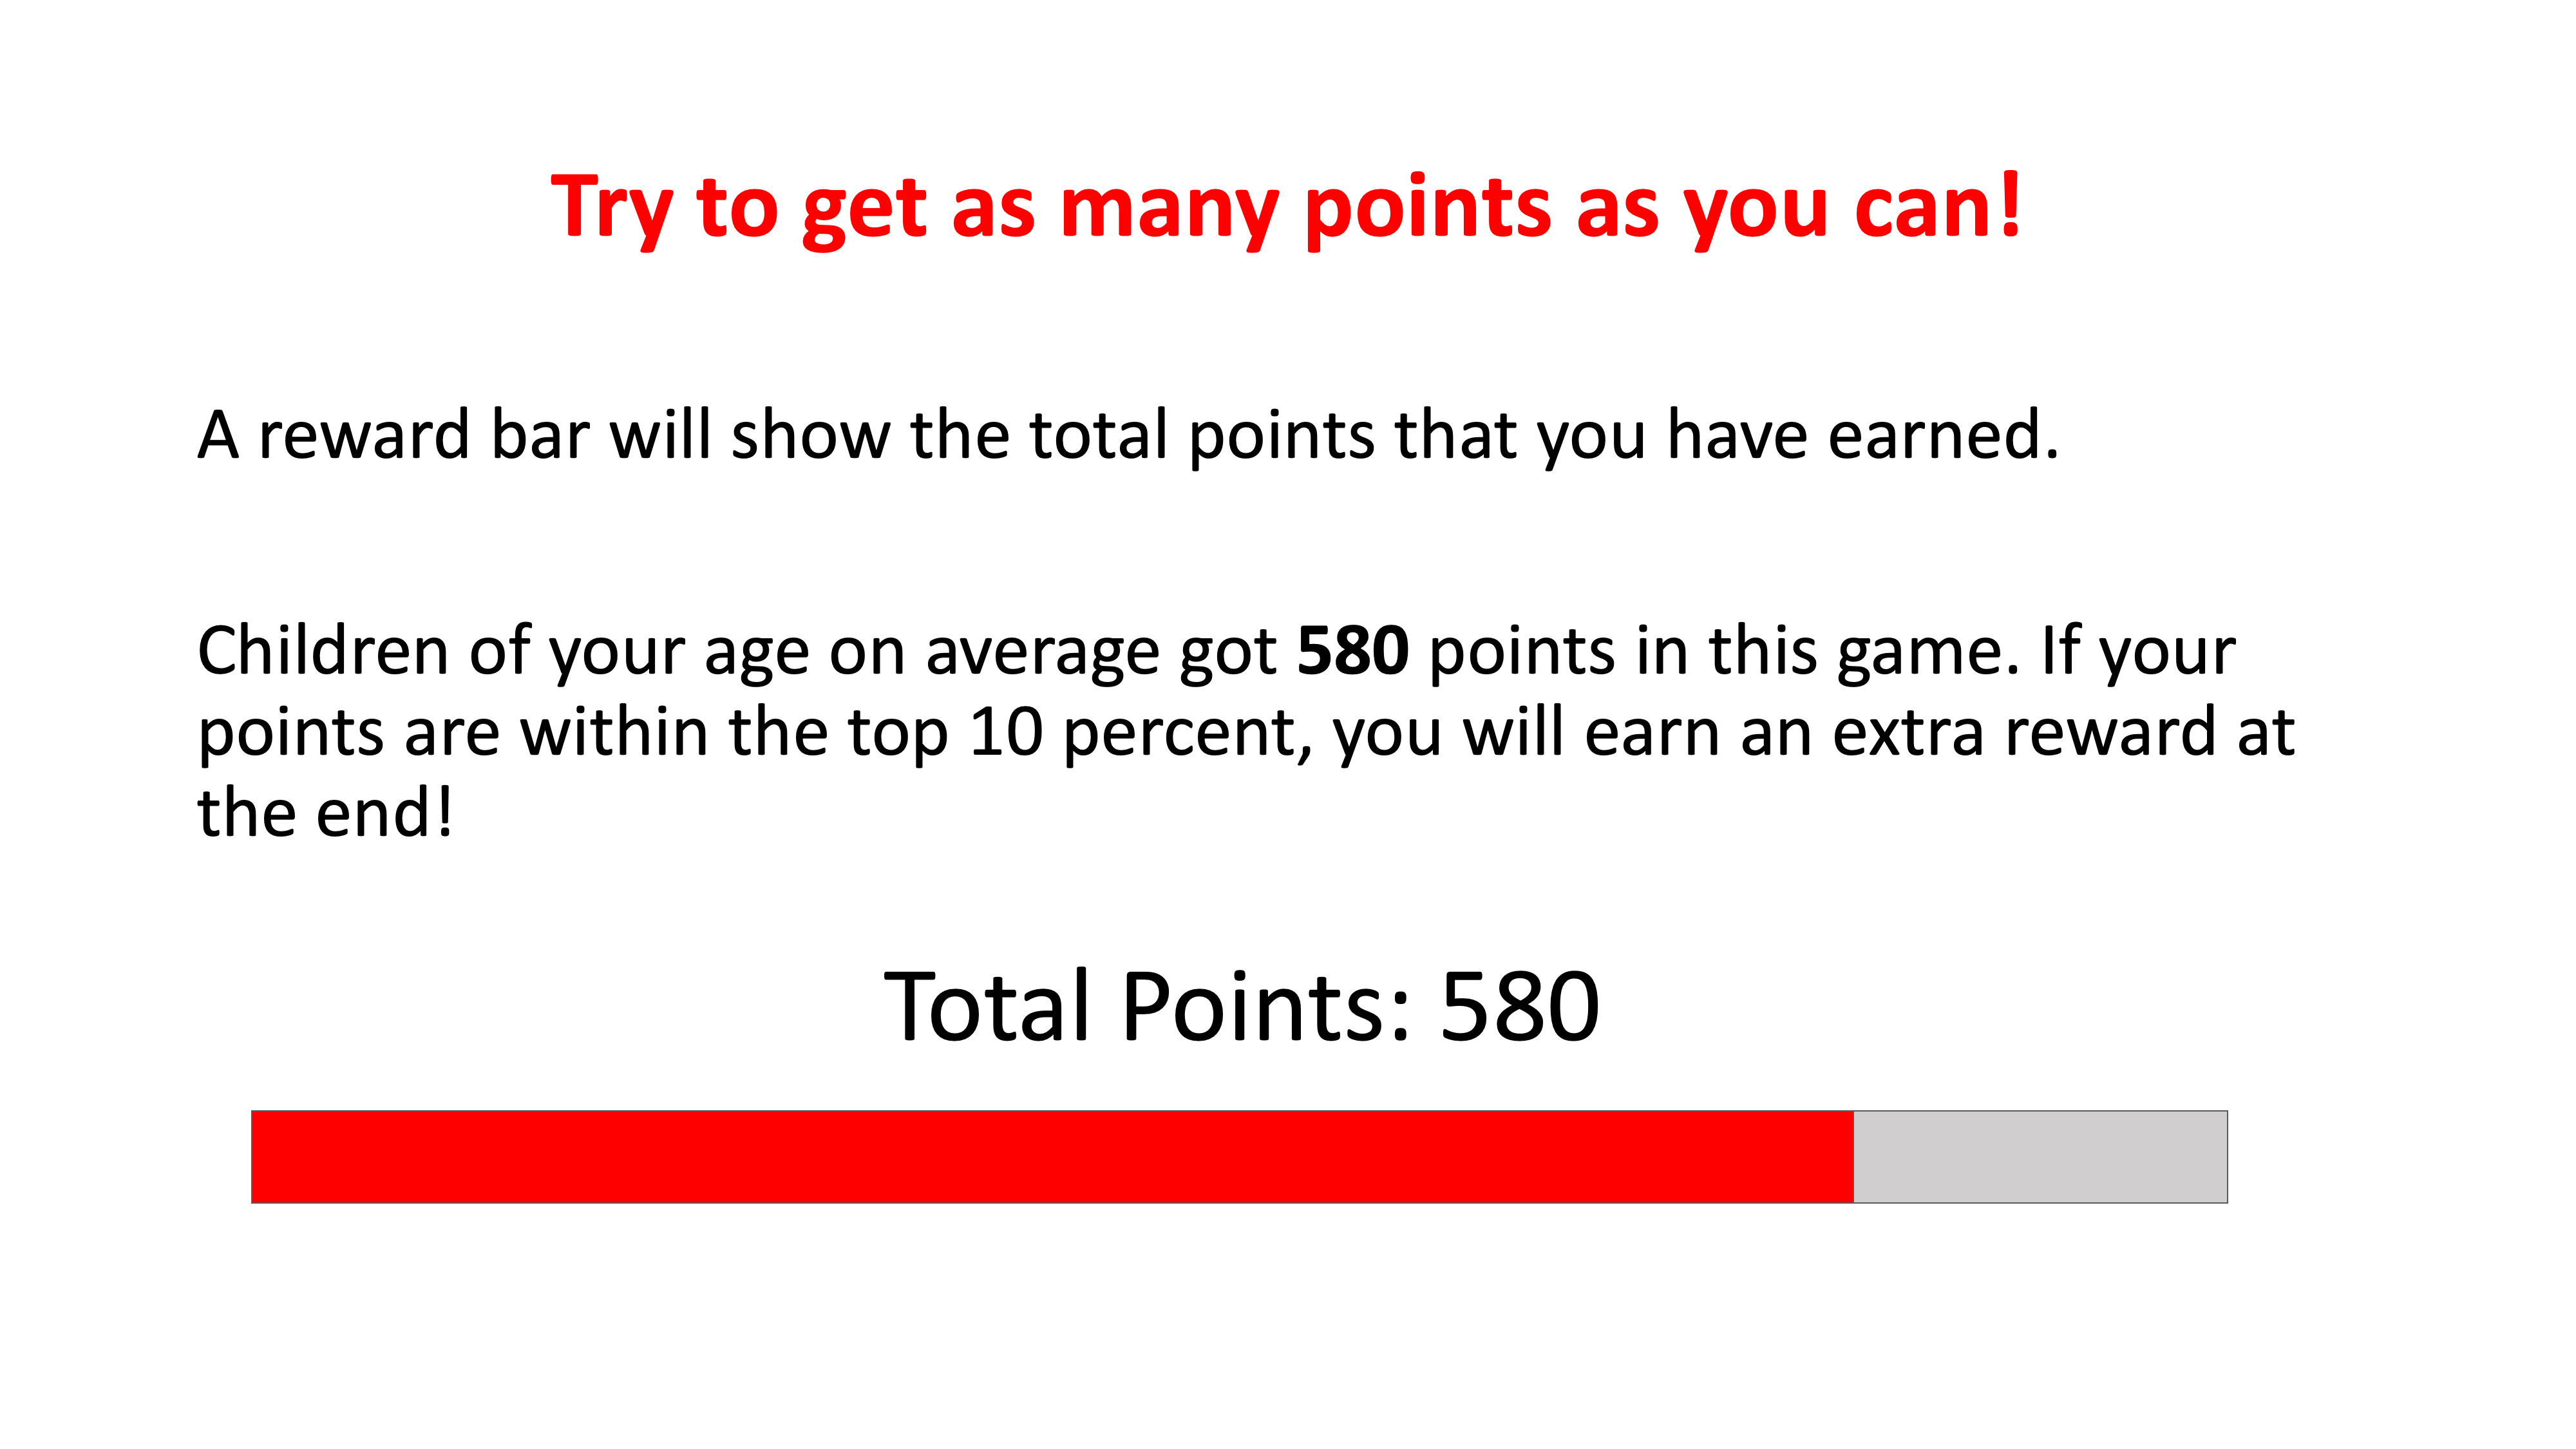 Try to get as many points as you can!
A reward bar will show the total points that you have earned.
Children of your age on average got 580 points in this game. If your
points are within the top 10 percent, you will earn an extra reward at
the end!
Total Points: 580